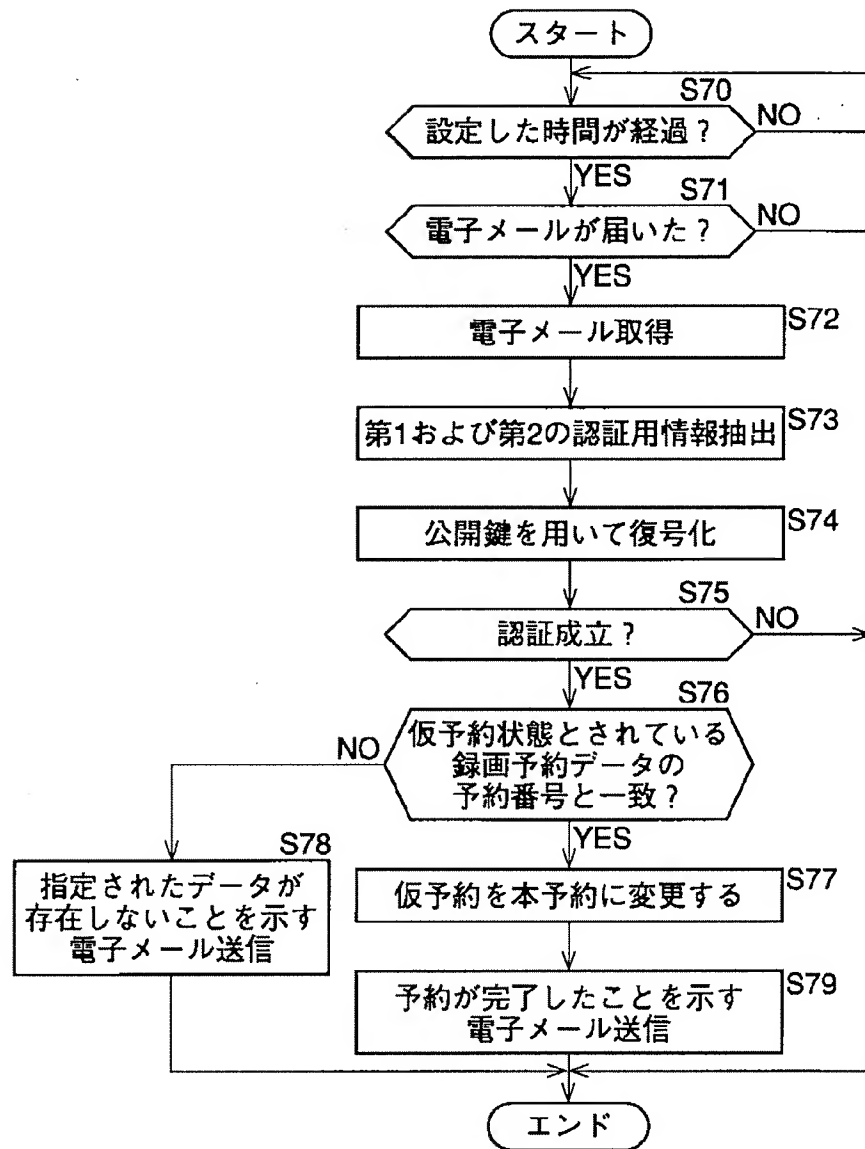 スタート
S70
設定した時間が経過？
NO
YES
S71
電子メールが届いた？
NO
YES
S72
電子メール取得
S73
第1および第2の認証用情報抽出
S74
公開鍵を用いて復号化
S75
認証成立？
NO
YES
S76
仮予約状態とされている
録画予約データの
予約番号と一致？
NO
YES
S78
指定されたデータが
存在しないことを示す
電子メール送信
S77
仮予約を本予約に変更する
S79
予約が完了したことを示す
電子メール送信
エンド